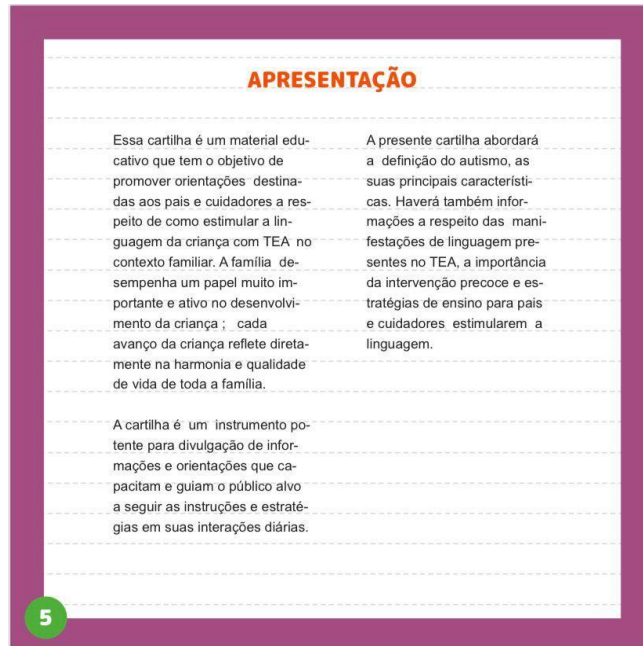 APRESENTAÇÃO
Essa cartilha é um material edu-
cativo que tem o objetivo de
promover orientações destina-
das aos pais e cuidadores a res-
peito de como estimular a lin-
guagem da criança com TEA no
contexto familiar. A família de-
sempenha um papel muito im-
portante e ativo no desenvolvi-
mento da criança ; cada
avanço da criança reflete direta-
mente na harmonia e qualidade
de vida de toda a família.
A cartilha é um instrumento po-
tente para divulgação de infor-
mações e orientações que ca-
pacitam e guiam o público alvo
a seguir as instruções e estraté-
gias em suas interações diárias.
A presente cartilha abordará
a definição do autismo, as
suas principais característi-
cas. Haverá também infor-
mações a respeito das mani-
festações de linguagem pre-
sentes no TEA, a importância
da intervenção precoce e es-
tratégias de ensino para pais
e cuidadores estimularem a
linguagem.
5